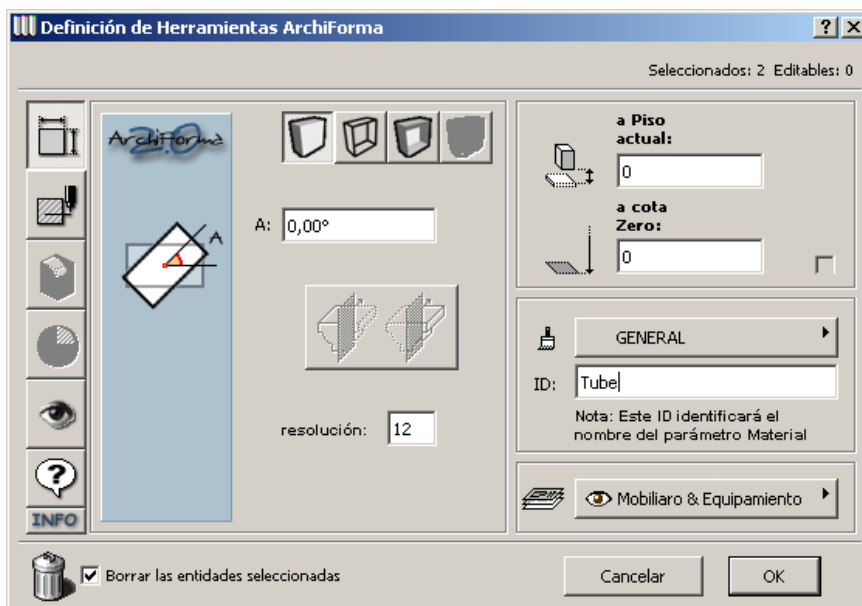 Definición de Herramientas ArchiForma
Seleccionados: 2 Editables: 0
ArchiForma
2.0
A
A: 0,00°
resolución: 12
INFO
a Piso
actual:
0
a cota
Zero:
0
GENERAL
ID: Tube
Nota: Este ID identificará el
nombre del parámetro Material
Mobiliaro & Equipamiento
Borrar las entidades seleccionadas
Cancelar
OK